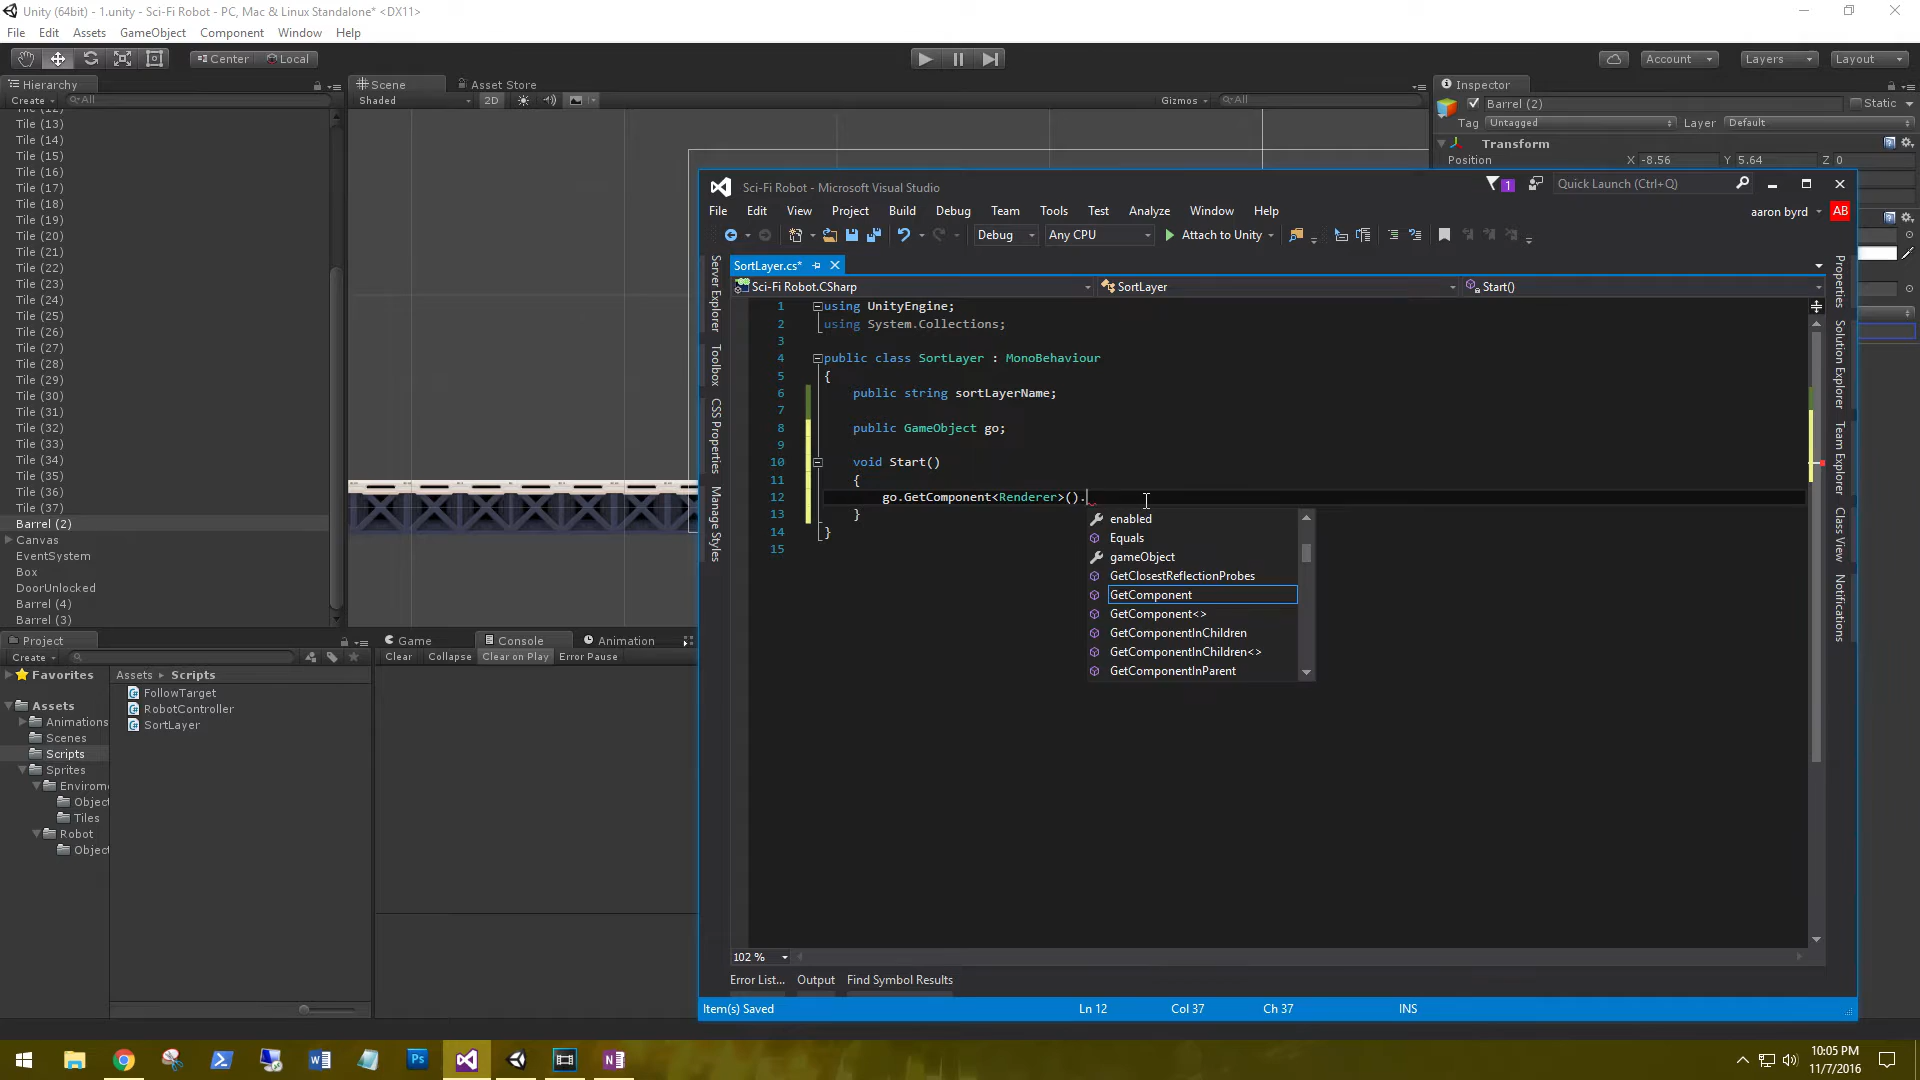 Unity (64bit) - 1.unity - Sci-Fi Robot - PC, Mac & Linux Standalone* <DX11>
File Edit Assets GameObject Component Window Help
Center Local Account Layers Layout
Hierarchy
Create All
Tile (13)
Tile (14)
Tile (15)
Tile (16)
Tile (17)
Tile (18)
Tile (19)
Tile (20)
Tile (21)
Tile (22)
Tile (23)
Tile (24)
Tile (25)
Tile (26)
Tile (27)
Tile (28)
Tile (29)
Tile (30)
Tile (31)
Tile (32)
Tile (33)
Tile (34)
Tile (35)
Tile (36)
Tile (37)
Barrel (2)
Canvas
EventSystem
Box
DoorUnlocked
Barrel (4)
Barrel (3)
Scene Asset Store
Shaded 2D Gizmos All
Inspector
Barrel (2) Static
Tag Untagged Layer Default
Transform
Position X -8.56 Y 5.64 Z 0
Sci-Fi Robot - Microsoft Visual Studio 1 Quick Launch (Ctrl+Q)
File Edit View Project Build Debug Team Tools Test Analyze Window Help aaron byrd AB
Debug Any CPU Attach to Unity
Server Explorer
Toolbox
CSS Properties
Manage Styles
SortLayer.cs*
Sci-Fi Robot.CSharp SortLayer Start()
1 using UnityEngine;
2 using System.Collections;
3
4 public class SortLayer : MonoBehaviour
5 {
6 public string sortLayerName;
7
8 public GameObject go;
9
10 void Start()
11 {
12 go.GetComponent<Renderer>().
13 }
14 }
15
enabled
Equals
gameObject
GetClosestReflectionProbes
GetComponent
GetComponent<>
GetComponentInChildren
GetComponentInChildren<>
GetComponentInParent
Properties
Solution Explorer
Team Explorer
Class View
Notifications
102 %
Error List... Output Find Symbol Results
Item(s) Saved Ln 12 Col 37 Ch 37 INS
Project
Create
Favorites
Assets
Animations
Scenes
Scripts
Sprites
Envirom
Object
Tiles
Robot
Object
Assets Scripts
FollowTarget
RobotController
SortLayer
Game Console Animation
Clear Collapse Clear on Play Error Pause
10:05 PM
11/7/2016